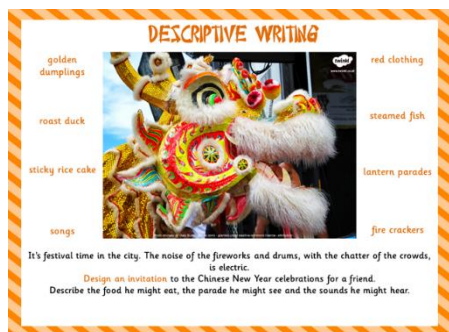 DESCRIPTIVE WRITING
golden
dumplings
roast duck
sticky rice cake
songs
twinkl
red clothing
steamed fish
lantern parades
fire crackers
It's festival time in the city. The noise of the fireworks and drums, with the chatter of the crowds,
is electric.
Design an invitation to the Chinese New Year celebrations for a friend.
Describe the food he might eat, the parade he might see and the sounds he might hear.